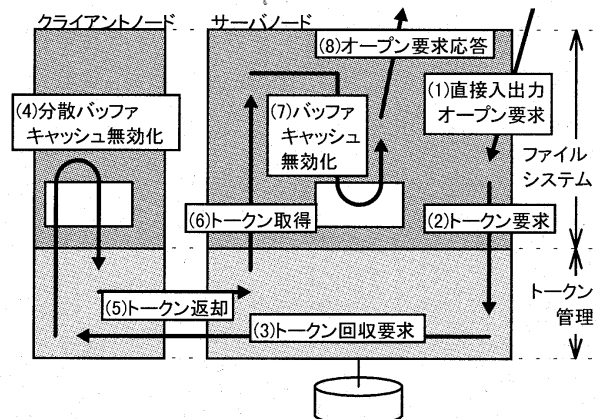 クライアントノード
サーバノード
(8)オープン要求応答
(1)直接入出力
オープン要求
(4)分散バッファ
キャッシュ無効化
(7)バッファ
キャッシュ
無効化
ファイル
システム
(6)トークン取得
(2)トークン要求
(5)トークン返却
(3)トークン回収要求
トークン
管理